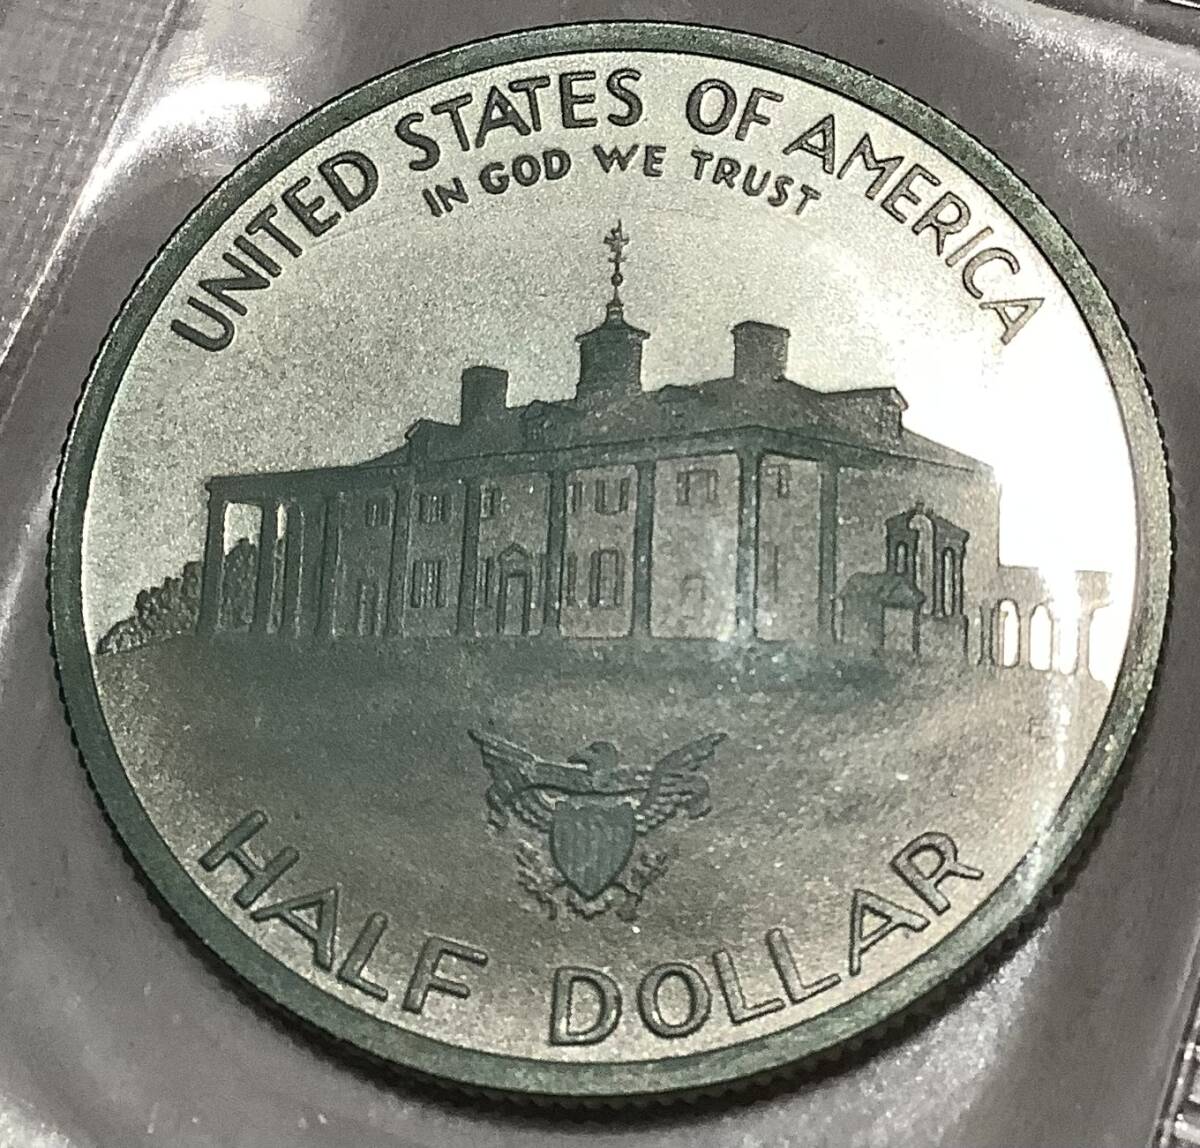 UNITED STATES OF AMERICA
IN GOD WE TRUST
HALF DOLLAR